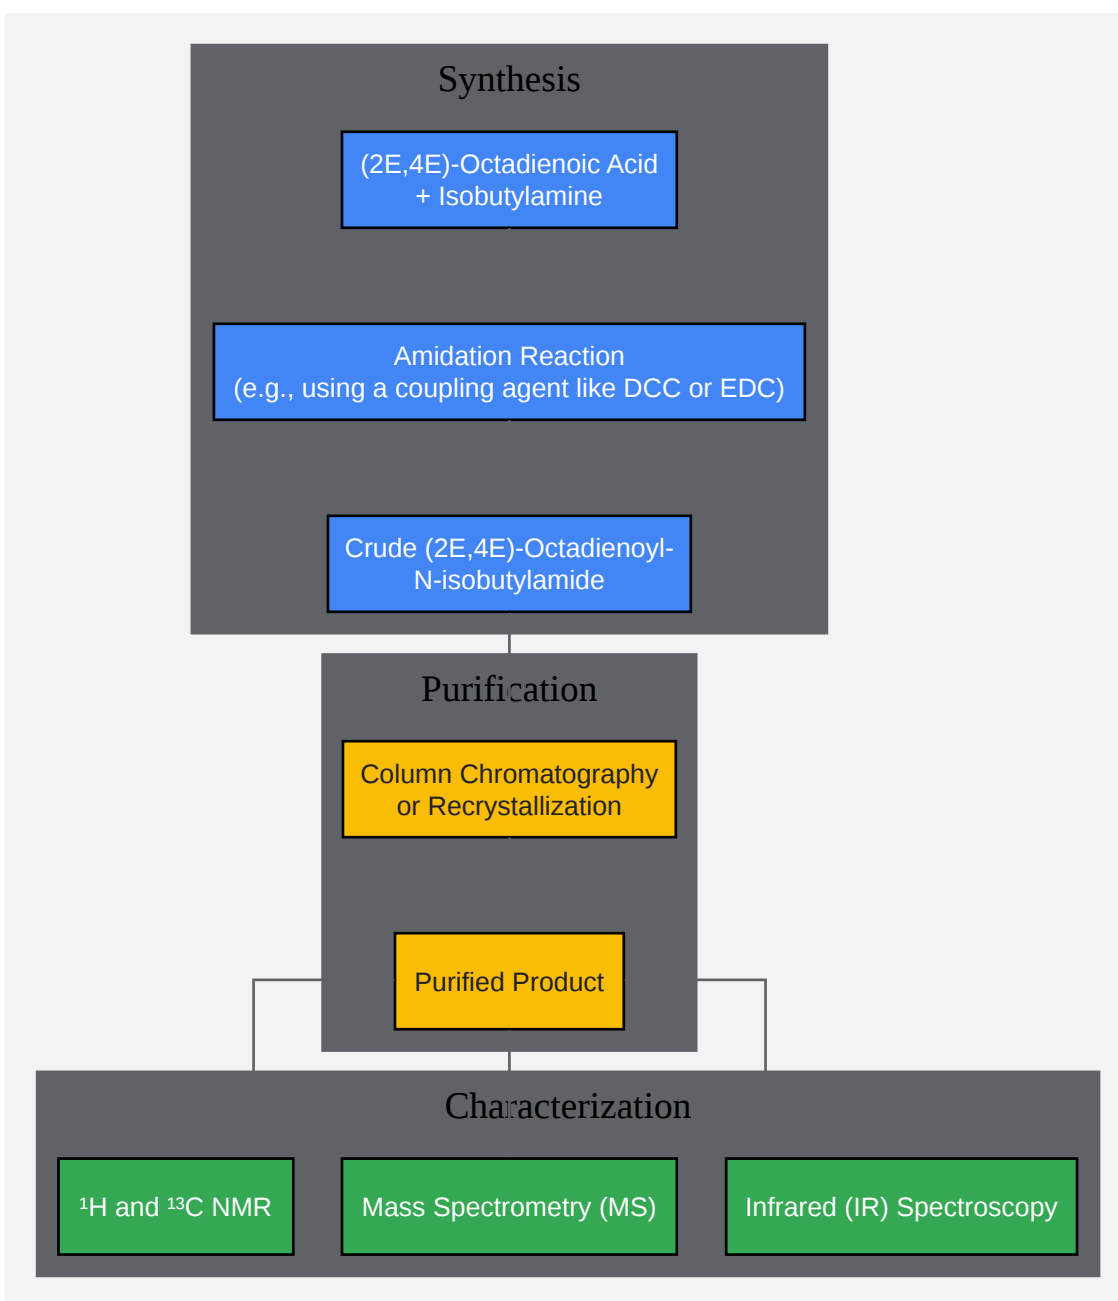 Synthesis
(2E,4E)-Octadienoic Acid
+ Isobutylamine
Amidation Reaction
(e.g., using a coupling agent like DCC or EDC)
Crude (2E,4E)-Octadienoyl-
N-isobutylamide
Purification
Column Chromatography
or Recrystallization
Purified Product
Characterization
¹H and ¹³C NMR
Mass Spectrometry (MS)
Infrared (IR) Spectroscopy